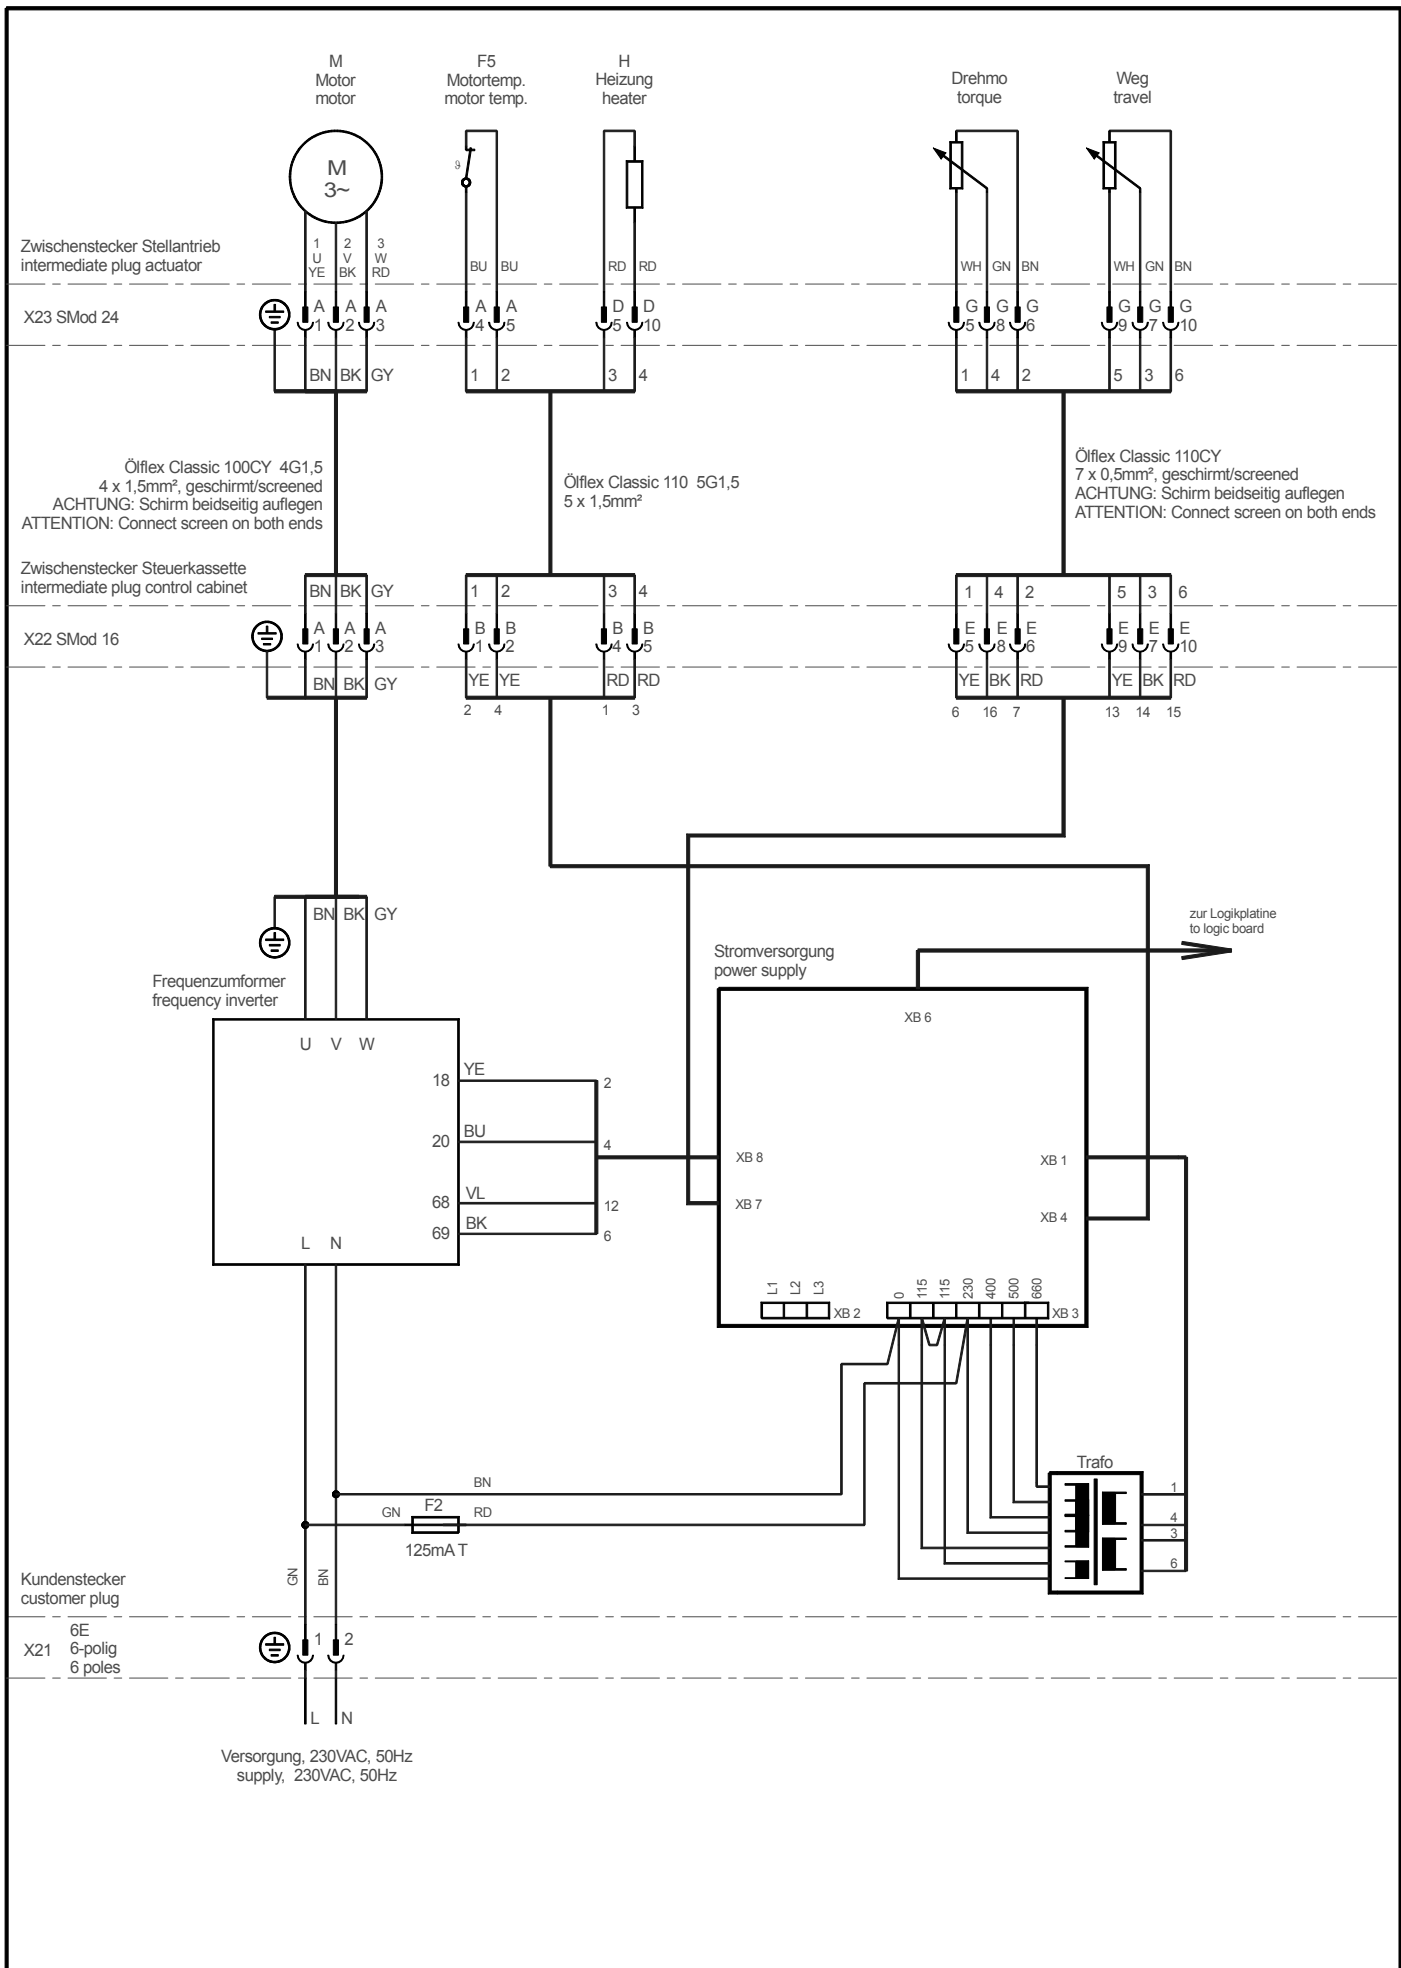 M
Motor
motor
F5
Motortemp.
motor temp.
H
Heizung
heater
Drehmo
torque
Weg
travel
M
3~
ϑ
Zwischenstecker Stellantrieb
intermediate plug actuator
1 2 3
U V W
YE BK RD
BU BU
RD RD
WH GN BN
WH GN BN
X23 SMod 24
A A A
1 2 3
A A
4 5
D D
5 10
G G G
5 8 6
G G G
9 7 10
BN BK GY
1 2
3 4
1 4 2
5 3 6
Ölflex Classic 100CY 4G1,5
4 x 1,5mm², geschirmt/screened
ACHTUNG: Schirm beidseitig auflegen
ATTENTION: Connect screen on both ends
Ölflex Classic 110 5G1,5
5 x 1,5mm²
Ölflex Classic 110CY
7 x 0,5mm², geschirmt/screened
ACHTUNG: Schirm beidseitig auflegen
ATTENTION: Connect screen on both ends
Zwischenstecker Steuerkassette
intermediate plug control cabinet
BN BK GY
1 2
3 4
1 4 2
5 3 6
X22 SMod 16
A A A
1 2 3
B B
1 2
B B
4 5
E E E
5 8 6
E E E
9 7 10
BN BK GY
YE YE
RD RD
YE BK RD
YE BK RD
2 4
1 3
6 16 7
13 14 15
BN BK GY
zur Logikplatine
to logic board
Stromversorgung
power supply
Frequenzumformer
frequency inverter
XB 6
U V W
18 YE 2
20 BU 4
68 VL 12
69 BK 6
XB 8
XB 7
XB 1
XB 4
L N
L1 L2 L3
XB 2
0 115 115 230 400 500 660
XB 3
Trafo
BN
GN F2 RD
125mA T
1
4
3
6
GN BN
Kundenstecker
customer plug
X21
6E
6-polig
6 poles
1 2
L N
Versorgung, 230VAC, 50Hz
supply, 230VAC, 50Hz